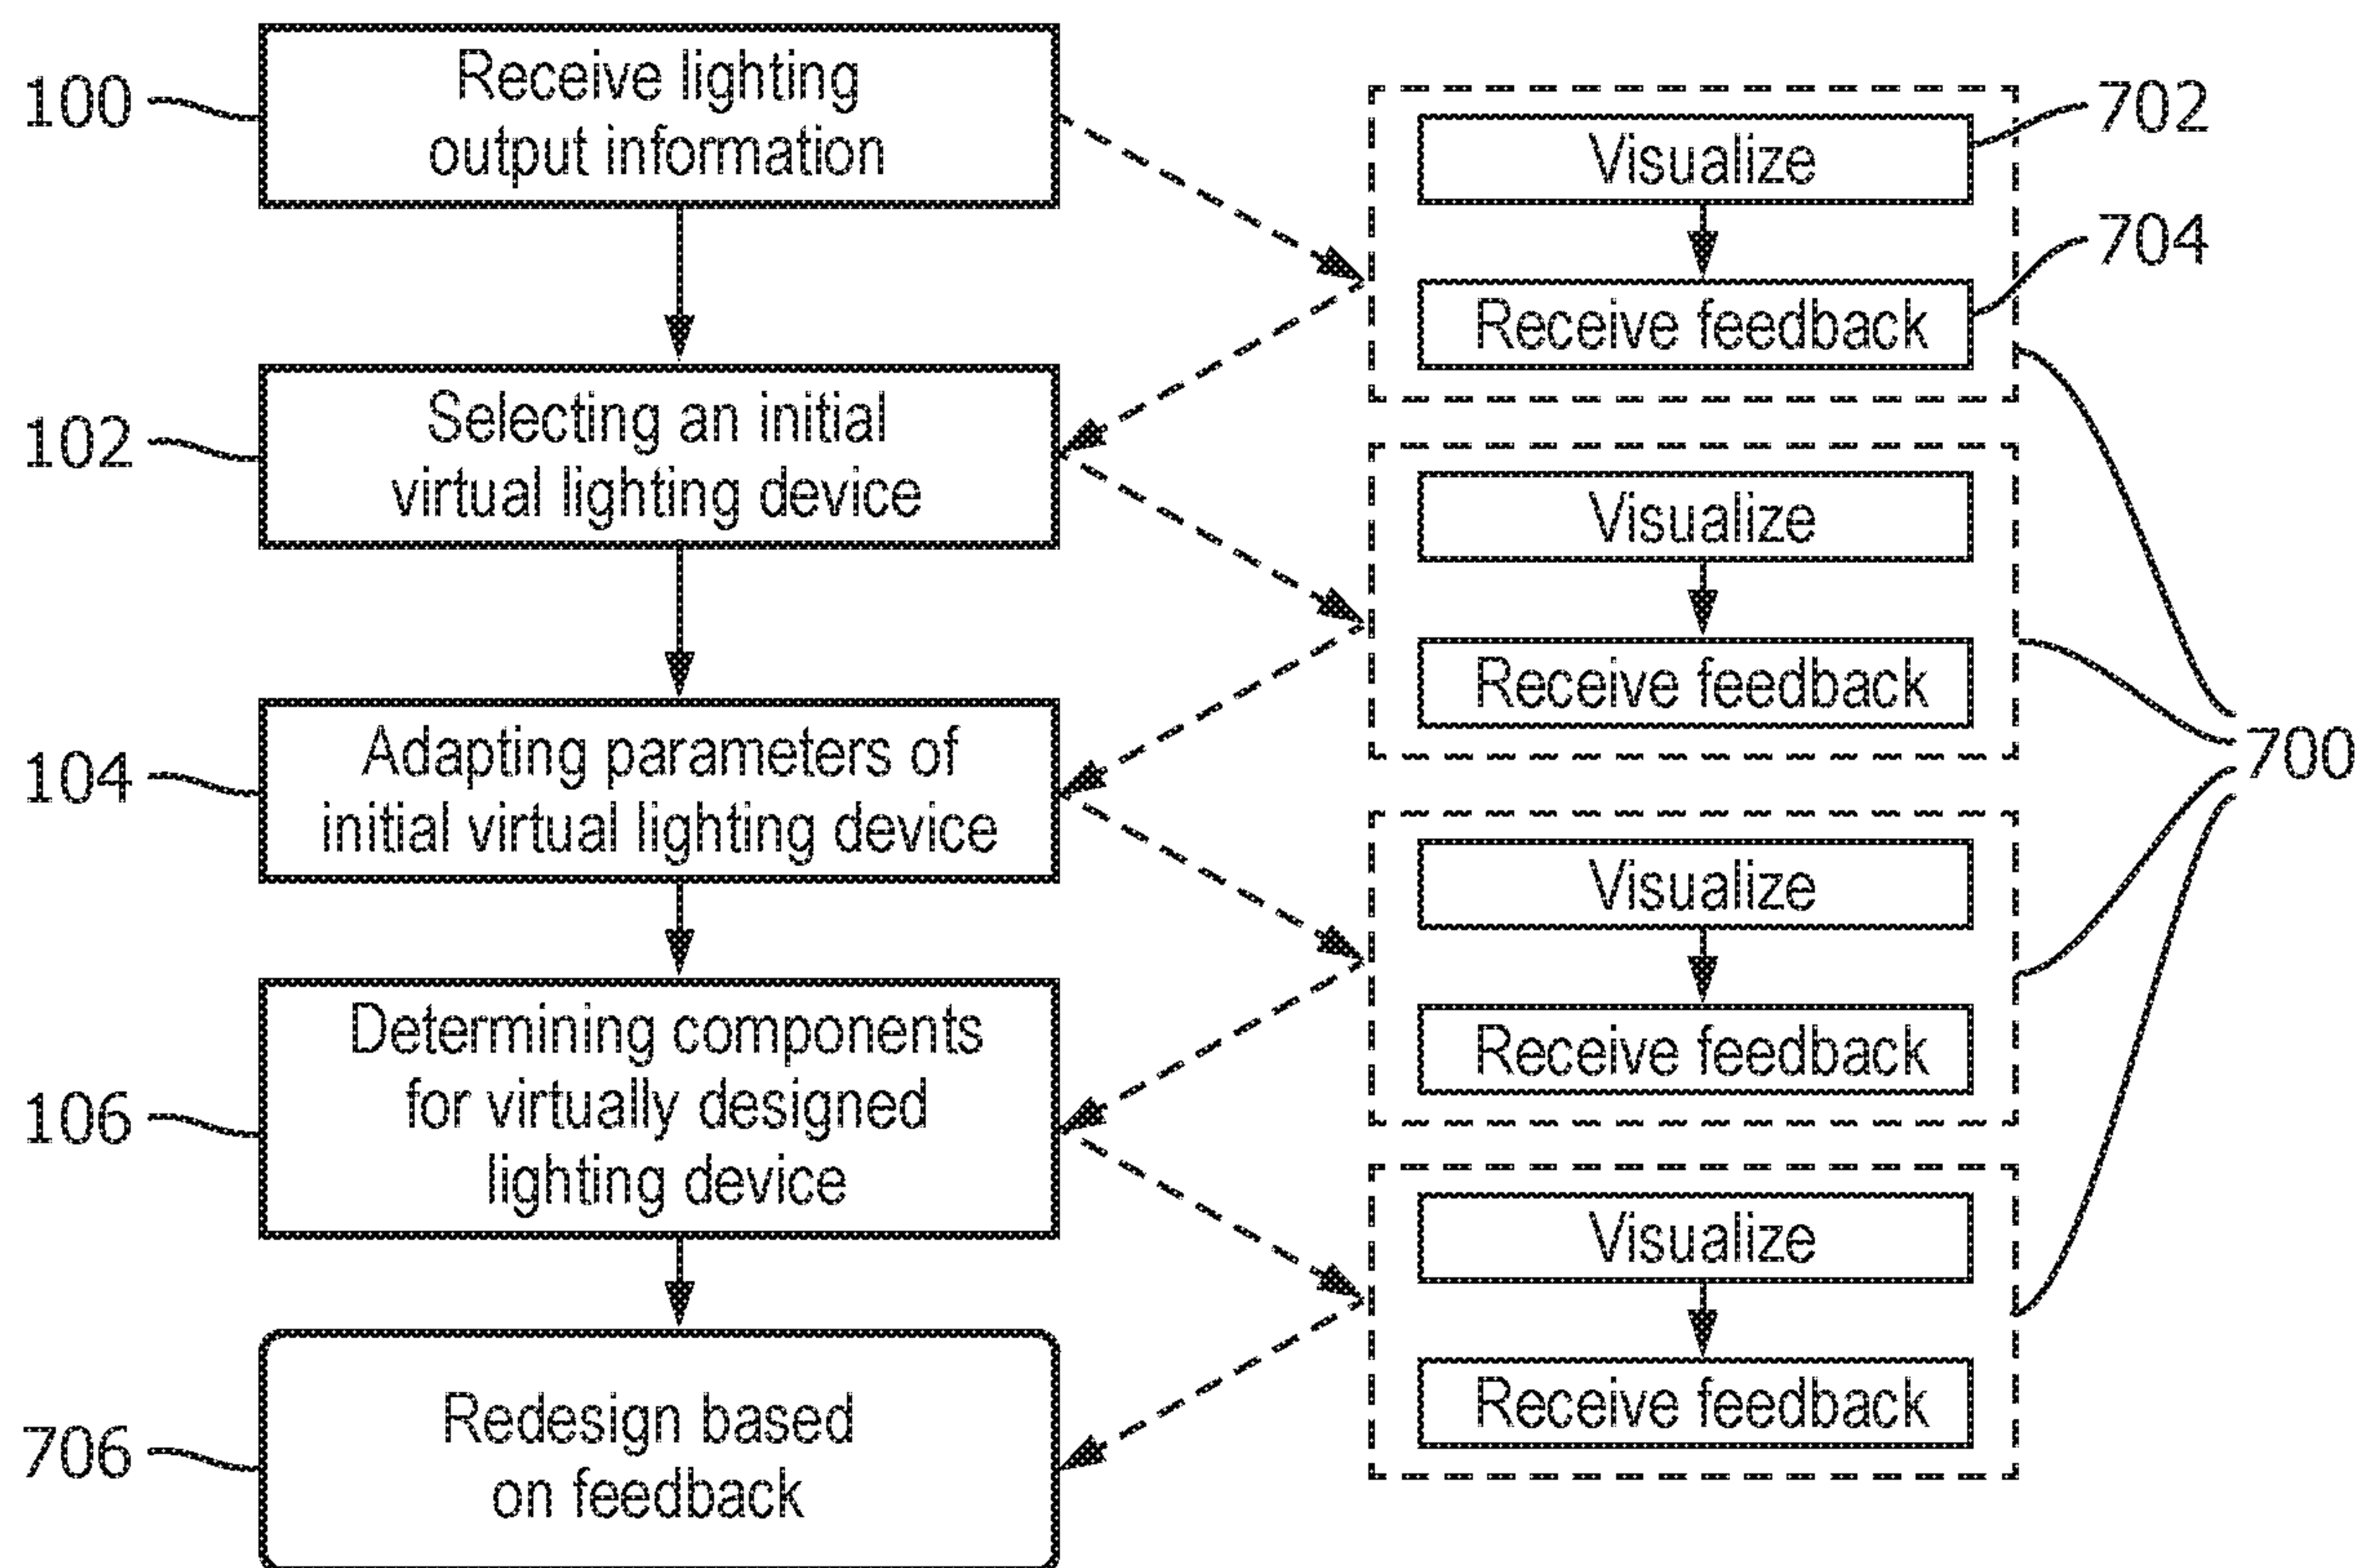 100
Receive lighting
output information
102
Selecting an initial
virtual lighting device
104
Adapting parameters of
initial virtual lighting device
106
Determining components
for virtually designed
lighting device
706
Redesign based
on feedback
Visualize
702
Receive feedback
704
Visualize
Receive feedback
700
Visualize
Receive feedback
Visualize
Receive feedback